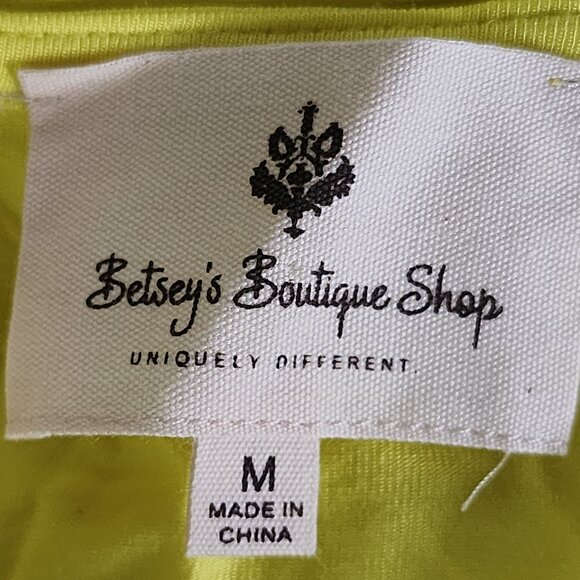 Betsey's Boutique Shop
UNIQUELY DIFFERENT.
M
MADE IN
CHINA